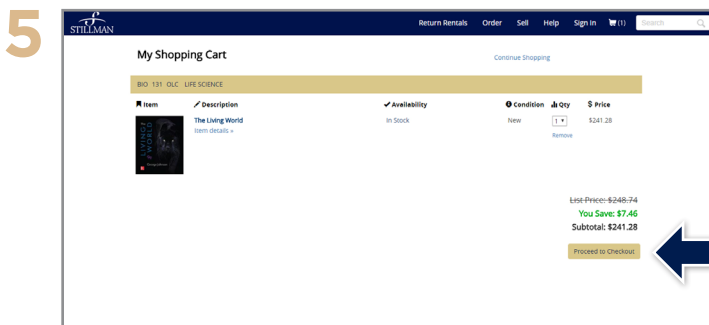 5
STILLMAN
Return Rentals Order Sell Help Sign In (1) Search
My Shopping Cart
Continue Shopping
BIO 131 OLC LIFE SCIENCE
Item Description Availability Condition Qty $ Price
The Living World In Stock New 1 $241.28
Item details »
Remove
LIVING
WORLD
List Price: $248.74
You Save: $7.46
Subtotal: $241.28
Proceed to Checkout